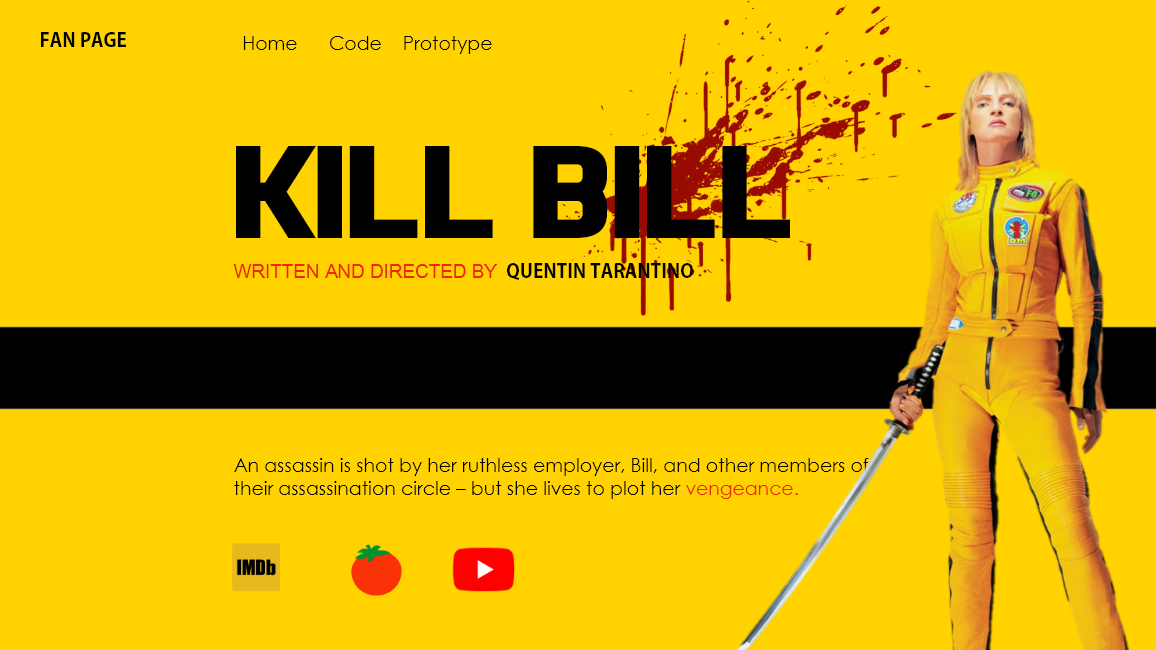 FAN PAGE
Home Code Prototype
KILL BILL
WRITTEN AND DIRECTED BY QUENTIN TARANTINO
An assassin is shot by her ruthless employer, Bill, and other members of
their assassination circle – but she lives to plot her vengeance.
IMDb